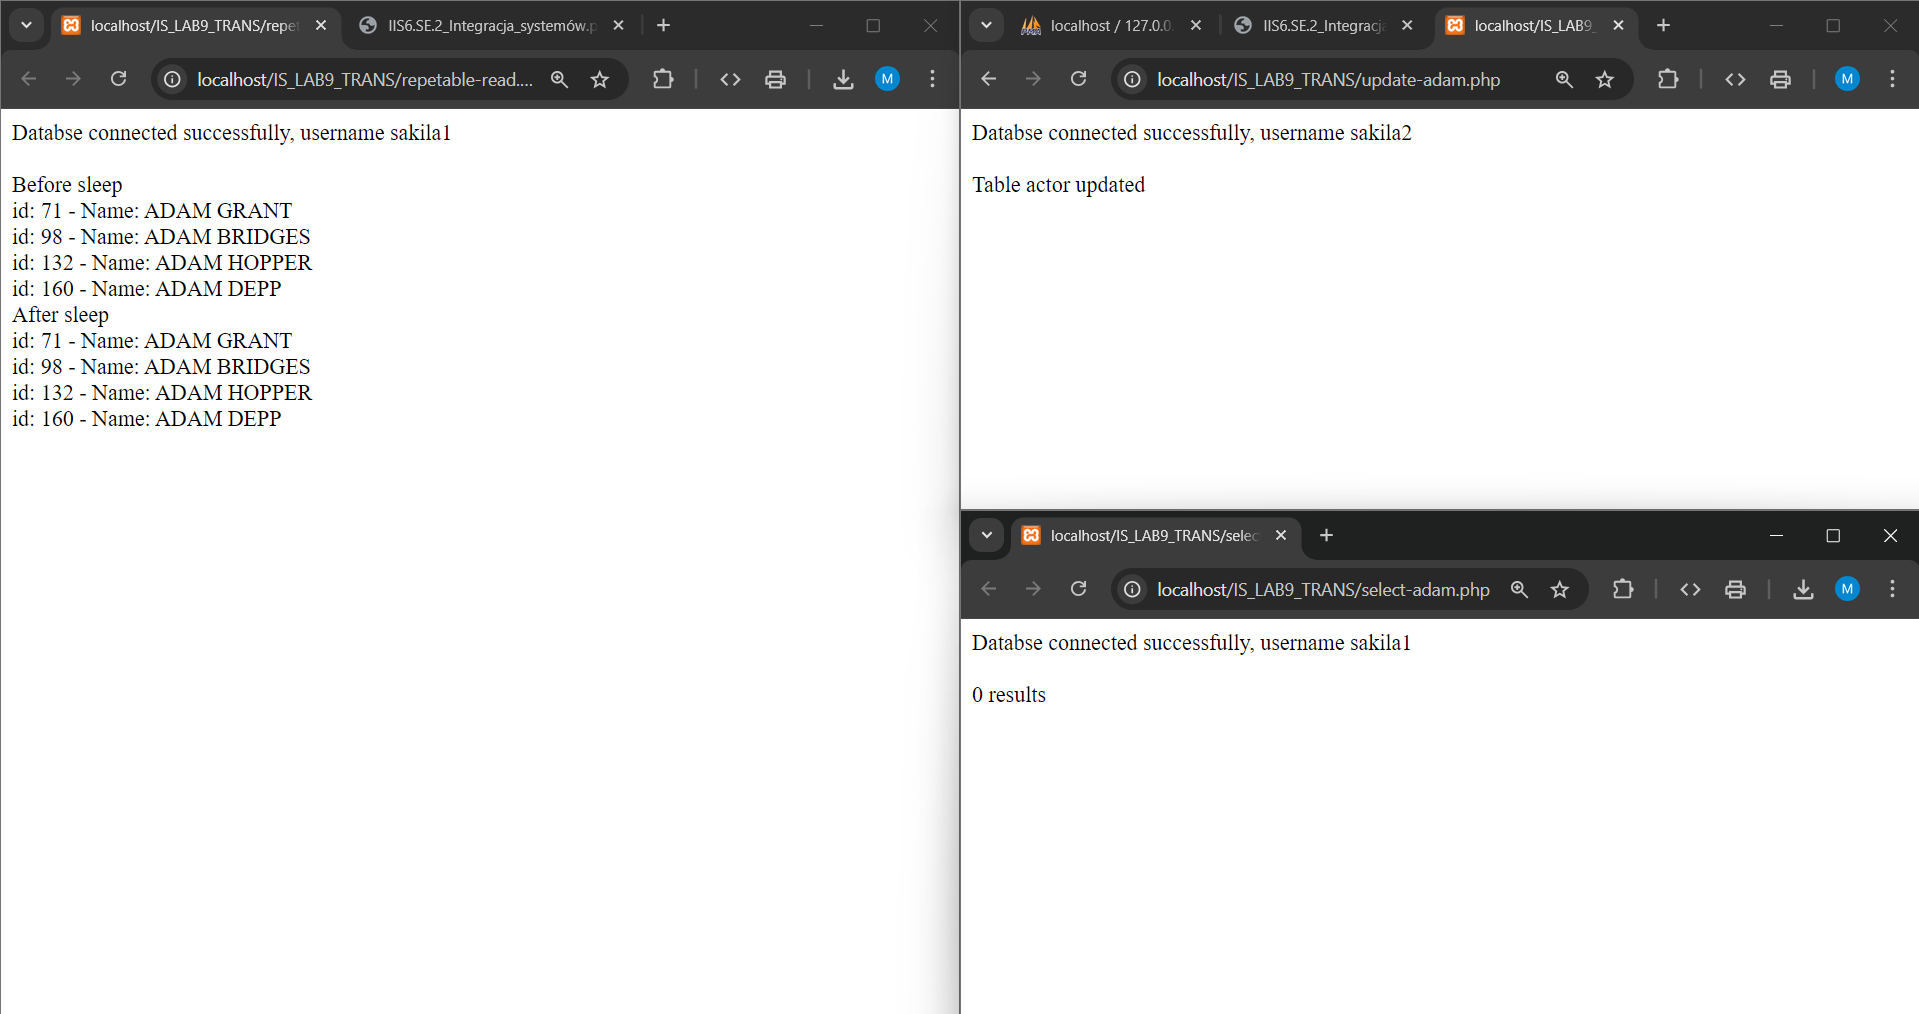 localhost/IS_LAB9_TRANS/repet
IIS6.SE.2_Integracja_systemów.p
localhost/IS_LAB9_TRANS/repetable-read....
M
Databse connected successfully, username sakila1
Before sleep
id: 71 - Name: ADAM GRANT
id: 98 - Name: ADAM BRIDGES
id: 132 - Name: ADAM HOPPER
id: 160 - Name: ADAM DEPP
After sleep
id: 71 - Name: ADAM GRANT
id: 98 - Name: ADAM BRIDGES
id: 132 - Name: ADAM HOPPER
id: 160 - Name: ADAM DEPP
localhost / 127.0.0.
IIS6.SE.2_Integracja
localhost/IS_LAB9_
localhost/IS_LAB9_TRANS/update-adam.php
M
Databse connected successfully, username sakila2
Table actor updated
localhost/IS_LAB9_TRANS/selec
localhost/IS_LAB9_TRANS/select-adam.php
M
Databse connected successfully, username sakila1
0 results